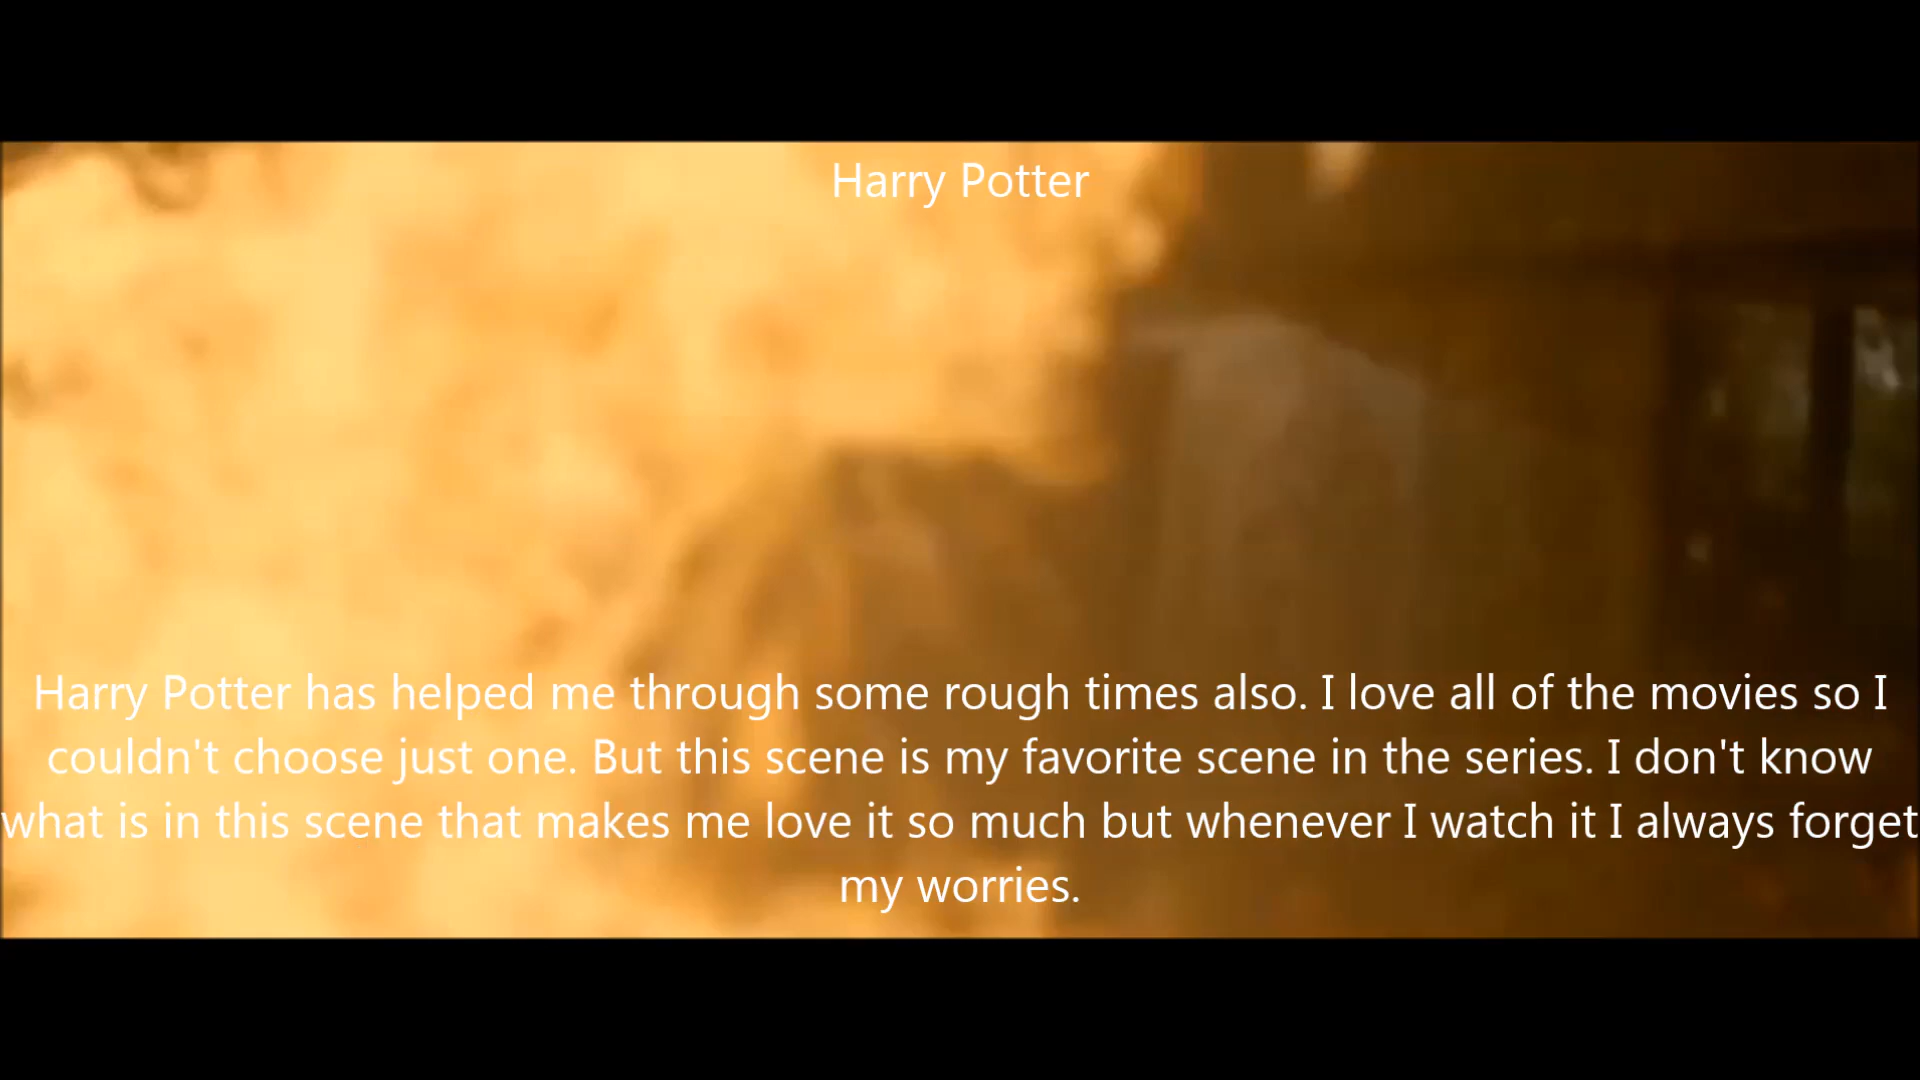 Harry Potter
Harry Potter has helped me through some rough times also. I love all of the movies so I
couldn't choose just one. But this scene is my favorite scene in the series. I don't know
what is in this scene that makes me love it so much but whenever I watch it I always forget
my worries.